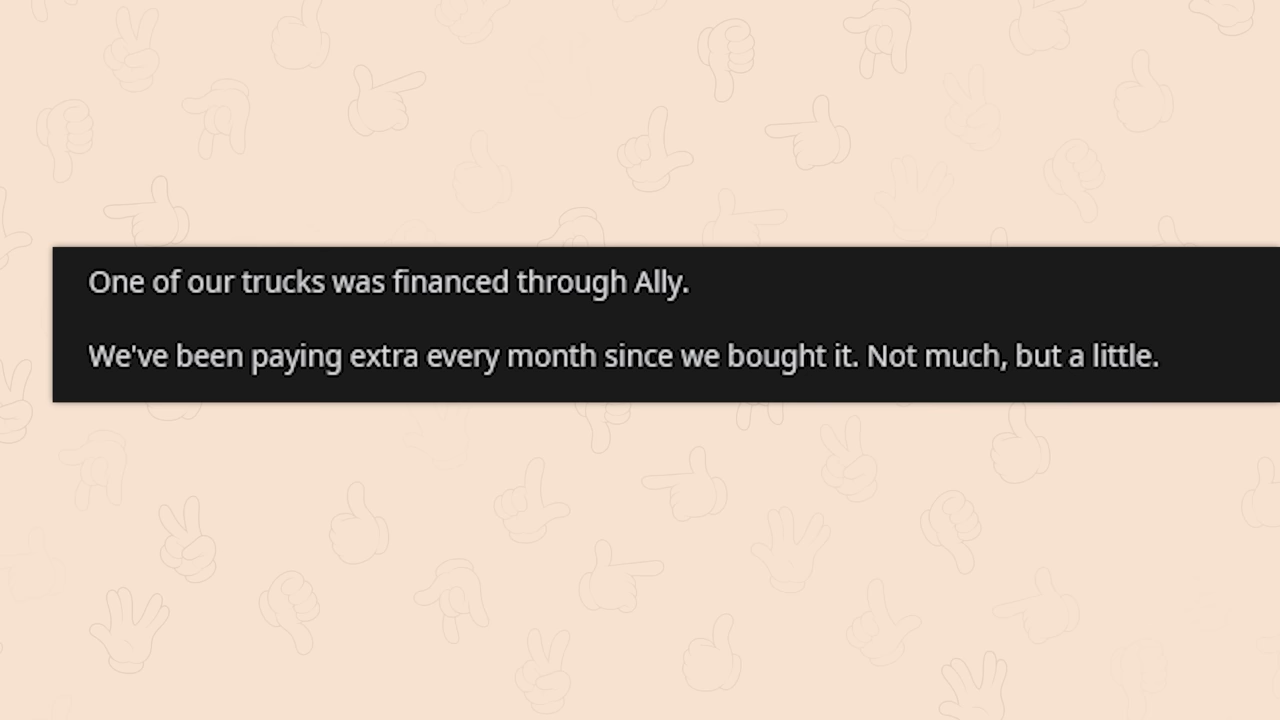 One of our trucks was financed through Ally.
We've been paying extra every month since we bought it. Not much, but a little.